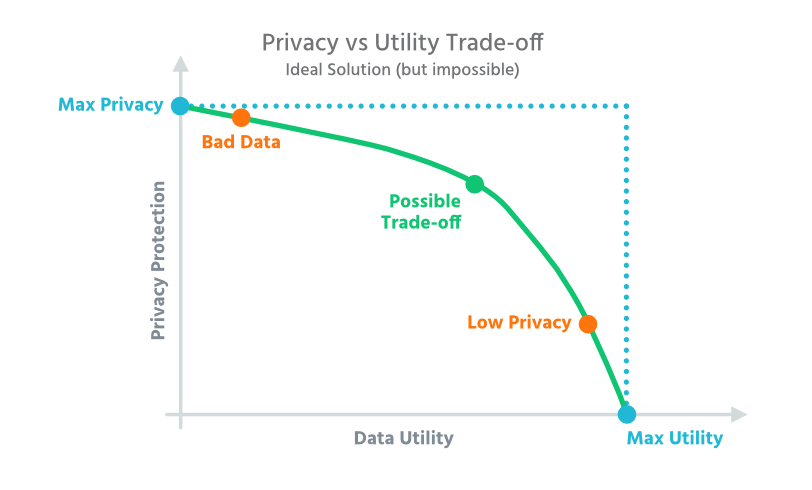 Privacy vs Utility Trade-off
Ideal Solution (but impossible)
Max Privacy
Bad Data
Possible
Trade-off
Privacy Protection
Low Privacy
Data Utility
Max Utility